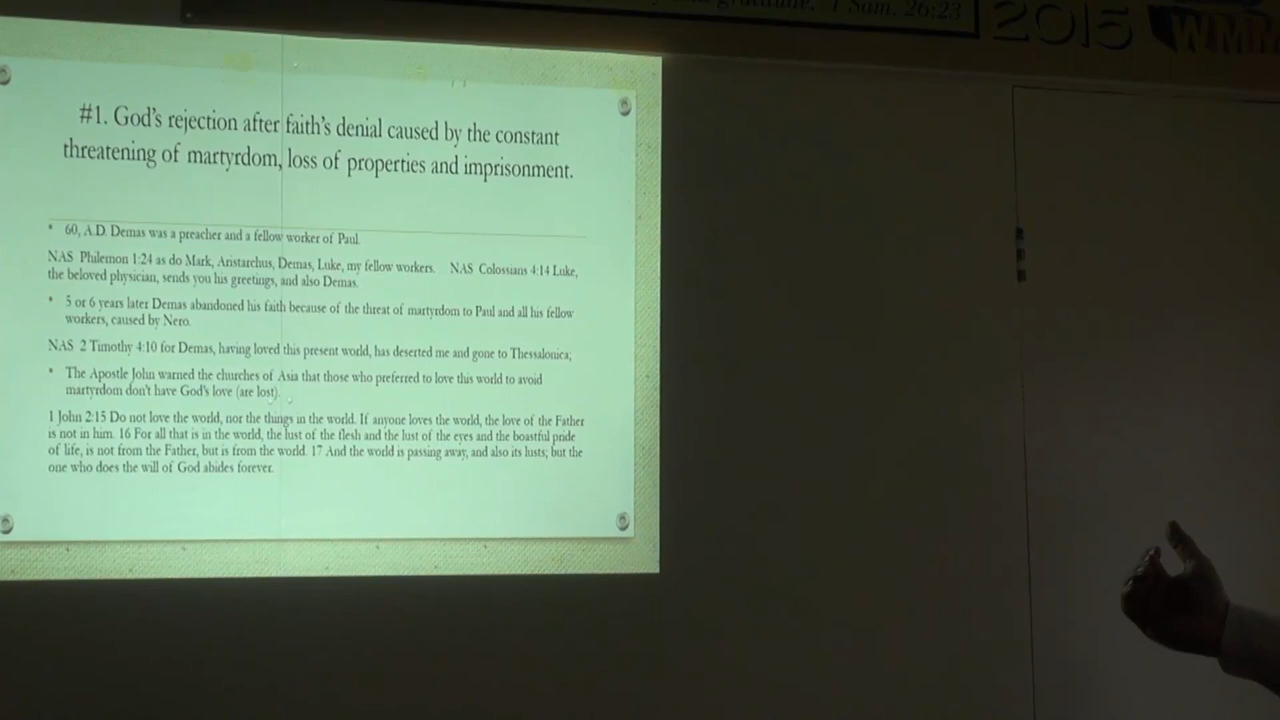 gratitude. 1 Sam. 26:23
2015
WMM
#1. God's rejection after faith's denial caused by the constant
threatening of martyrdom, loss of properties and imprisonment.
* 60, A.D. Demas was a preacher and a fellow worker of Paul.
NAS Philemon 1:24 as do Mark, Aristarchus, Demas, Luke, my fellow workers. NAS Colossians 4:14 Luke,
the beloved physician, sends you his greetings, and also Demas.
* 5 or 6 years later Demas abandoned his faith because of the threat of martyrdom to Paul and all his fellow
workers, caused by Nero.
NAS 2 Timothy 4:10 for Demas, having loved this present world, has deserted me and gone to Thessalonica;
* The Apostle John warned the churches of Asia that those who preferred to love this world to avoid
martyrdom don't have God's love (are lost).
1 John 2:15 Do not love the world, nor the things in the world. If anyone loves the world, the love of the Father
is not in him. 16 For all that is in the world, the lust of the flesh and the lust of the eyes and the boastful pride
of life, is not from the Father, but is from the world. 17 And the world is passing away, and also its lusts; but the
one who does the will of God abides forever.